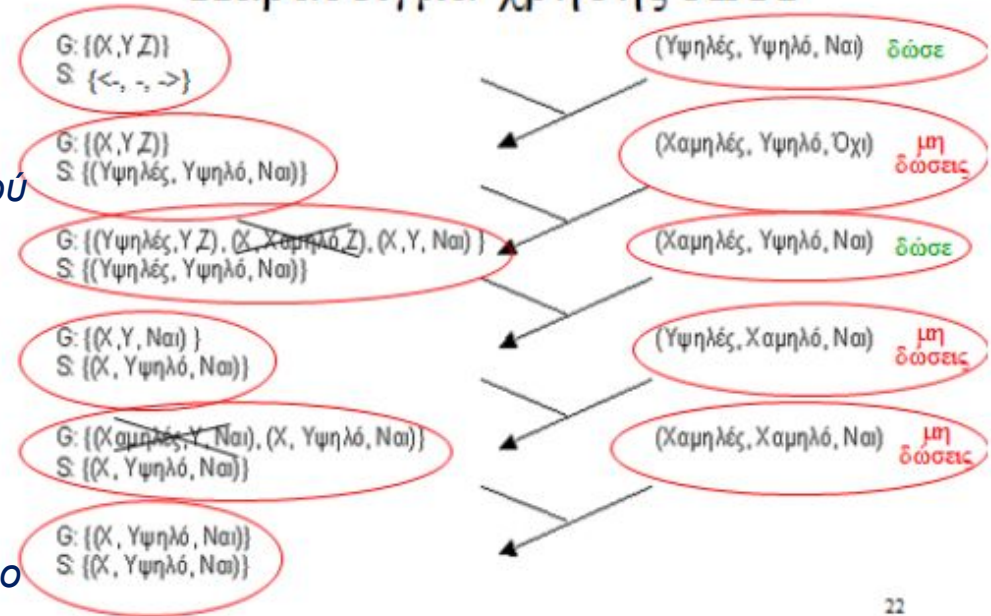 G: {(X,Y,Z)}
S: {<-, -, ->}
(Υψηλές, Υψηλό, Ναι) δώσε
G: {(X,Y,Z)}
S: {(Υψηλές, Υψηλό, Ναι)}
(Χαμηλές, Υψηλό, Όχι) μη δώσεις
G: {(Υψηλές,Y,Z), (X, Χαμηλό,Z), (X,Y, Ναι) }
S: {(Υψηλές, Υψηλό, Ναι)}
(Χαμηλές, Υψηλό, Ναι) δώσε
G: {(X,Y, Ναι) }
S: {(X, Υψηλό, Ναι)}
(Υψηλές, Χαμηλό, Ναι) μη δώσεις
G: {(Χαμηλές,Y, Ναι), (X, Υψηλό, Ναι)}
S: {(X, Υψηλό, Ναι)}
(Χαμηλές, Χαμηλό, Ναι) μη δώσεις
G: {(X, Υψηλό, Ναι)}
S: {(X, Υψηλό, Ναι)}
22